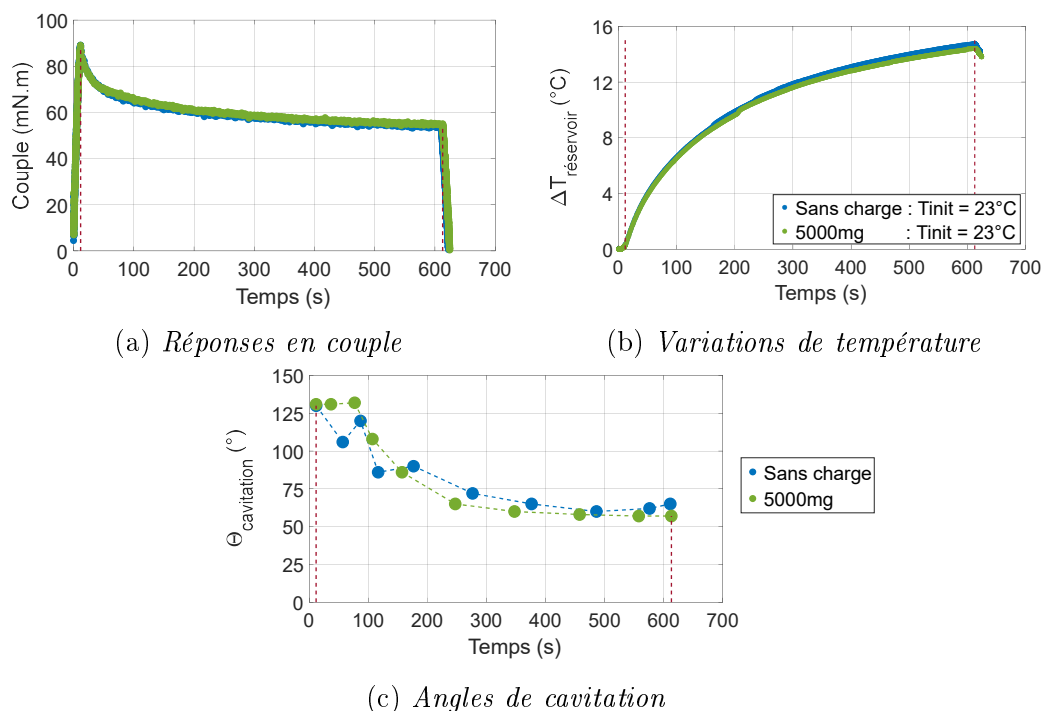 100
80
60
40
20
0
Couple (mN.m)
0 100 200 300 400 500 600 700
Temps (s)
(a) Réponses en couple
16
12
8
4
0
ΔTréservoir (°C)
Sans charge : Tinit = 23°C
5000mg : Tinit = 23°C
0 100 200 300 400 500 600 700
Temps (s)
(b) Variations de température
150
125
100
75
50
25
0
Θcavitation (°)
0 100 200 300 400 500 600 700
Temps (s)
Sans charge
5000mg
(c) Angles de cavitation